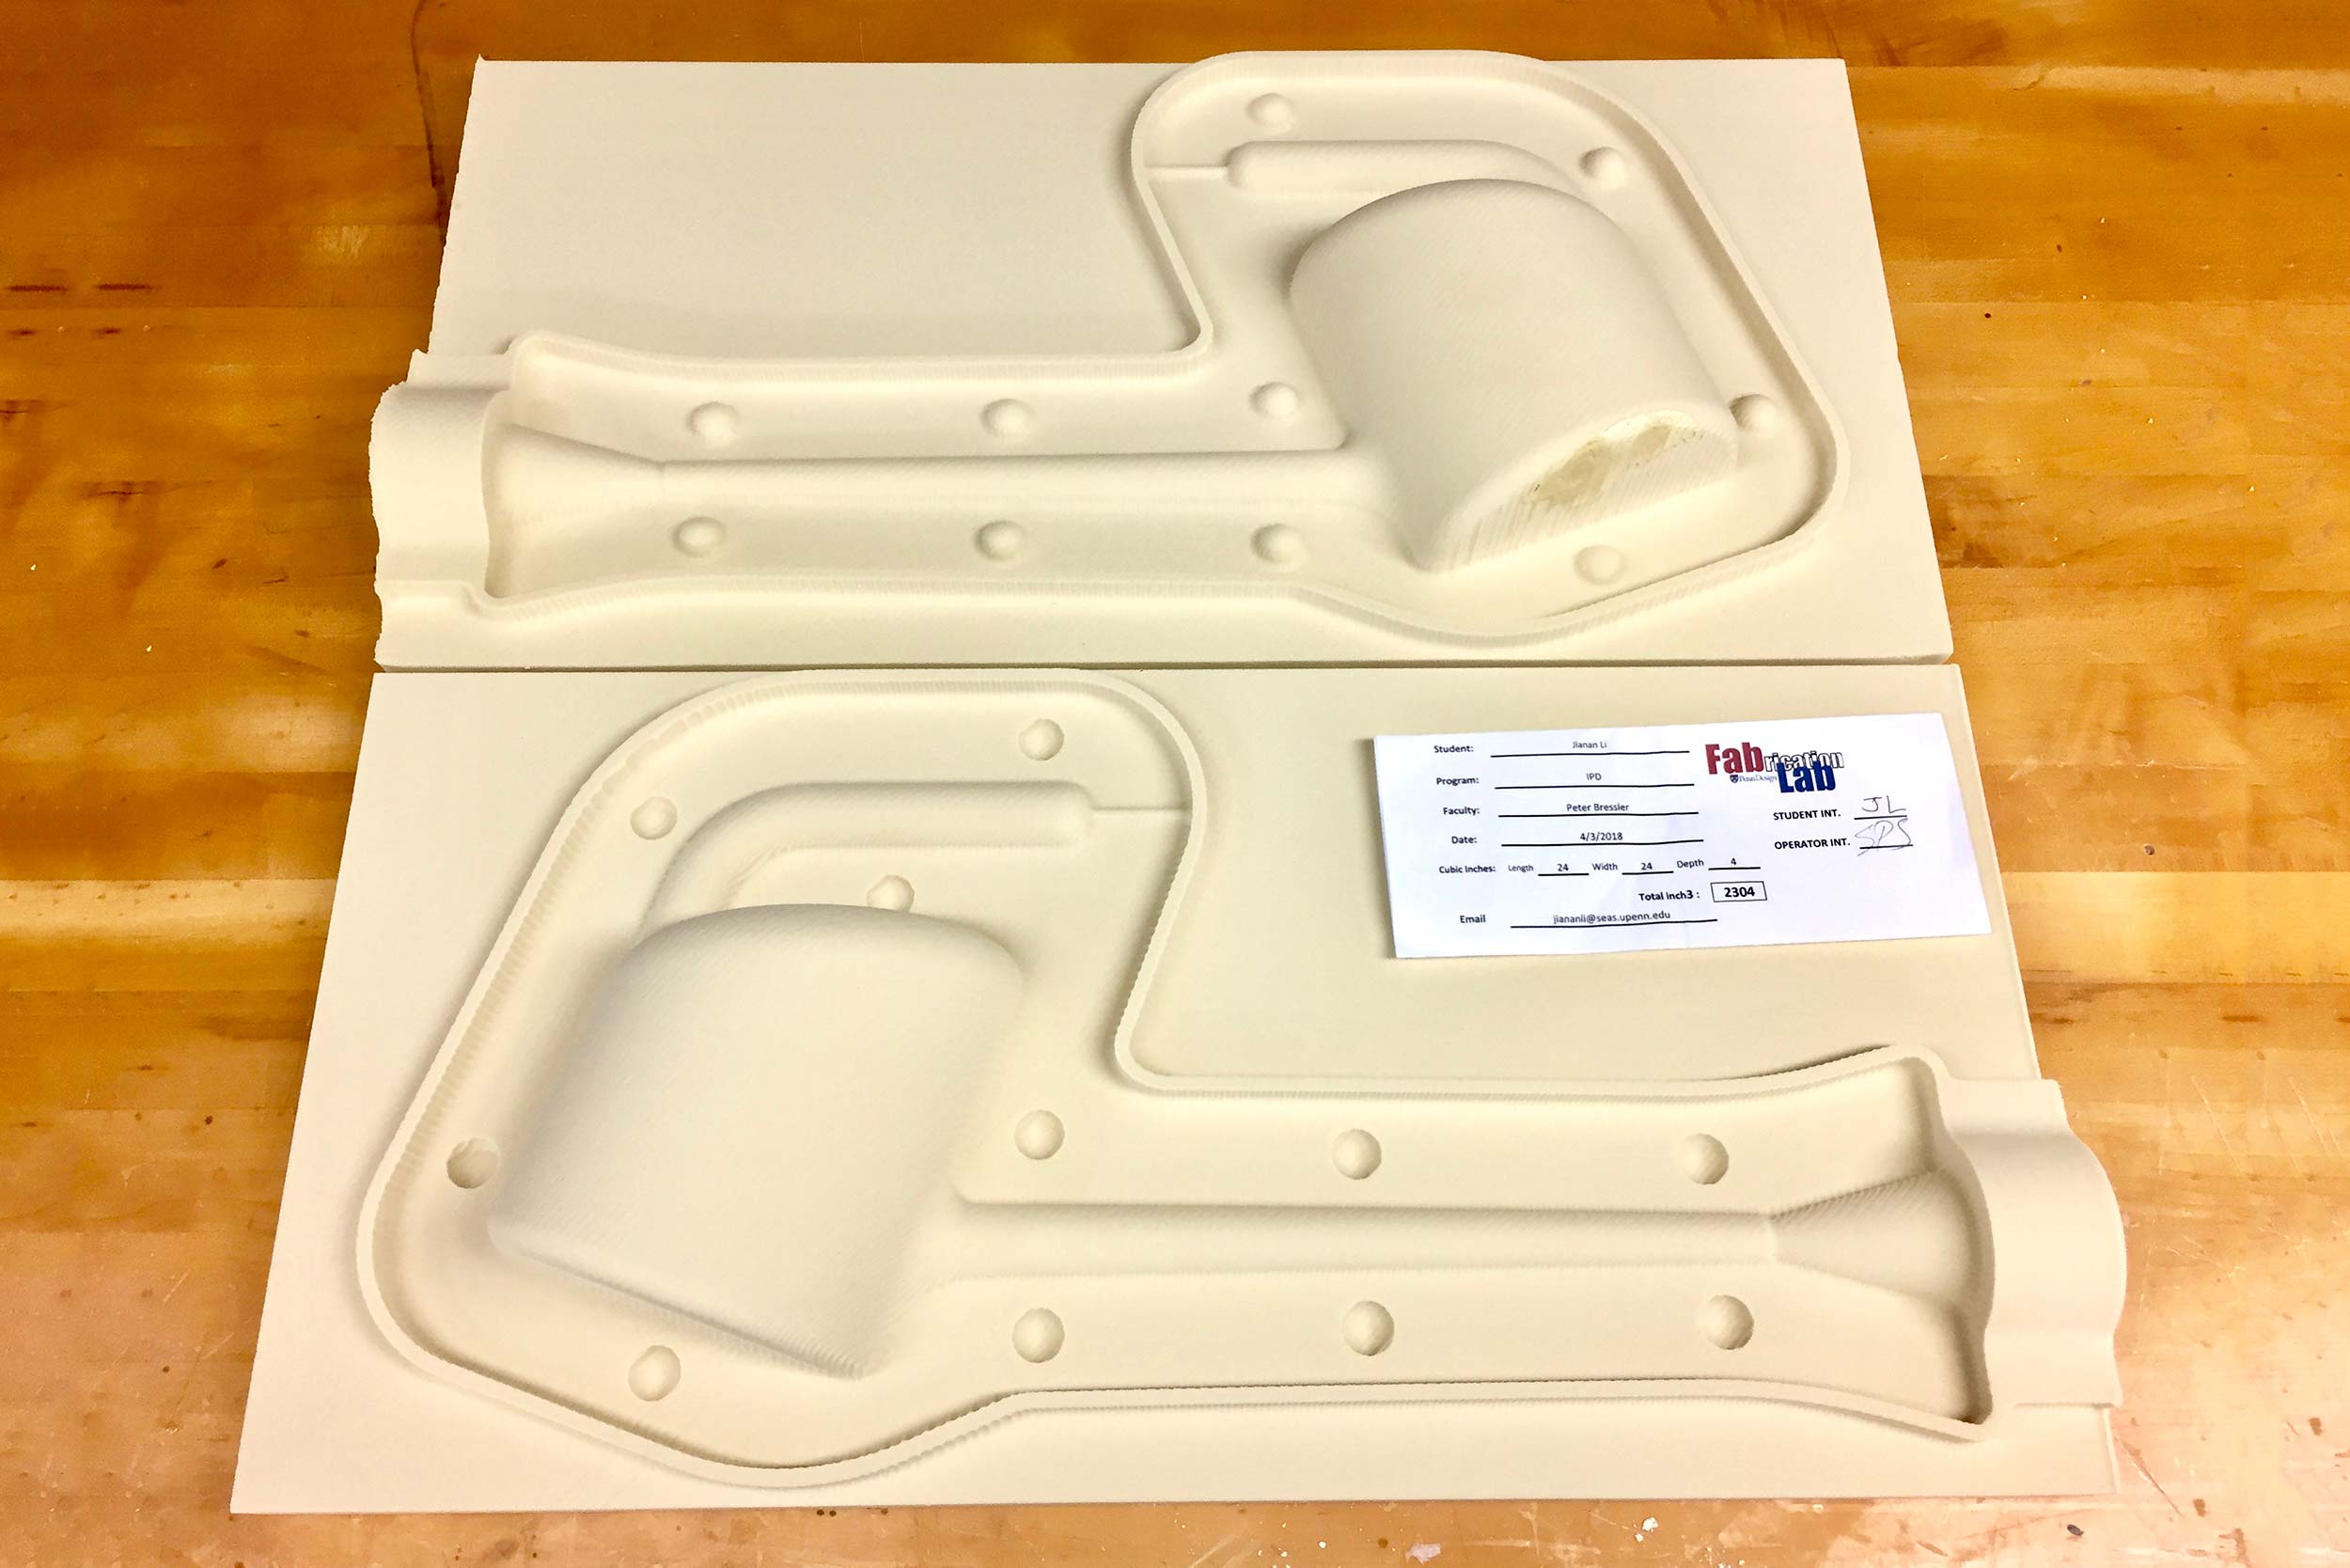 Student: Jianan Li
Program: IPD
Faculty: Peter Bressler
Date: 4/3/2018
Cubic Inches: Length 24 Width 24 Depth 4
Total inch3 : 2304
Email jiananli@seas.upenn.edu
Fabrication
PennDesign Lab
STUDENT INT. JL
OPERATOR INT. SPS